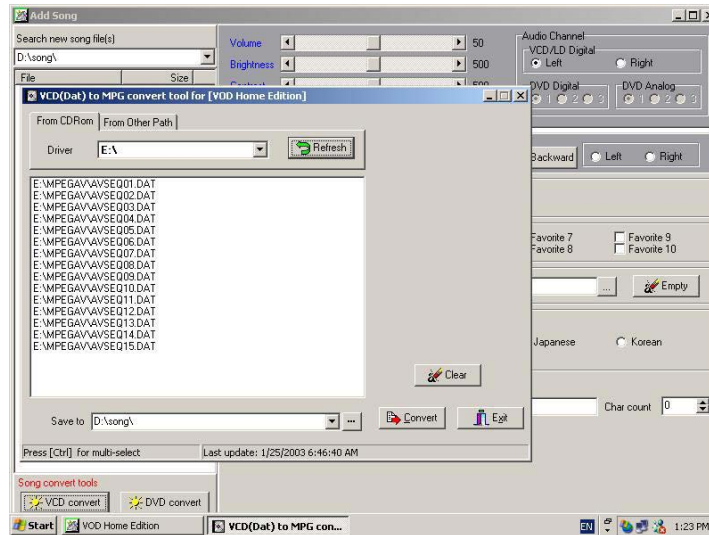 Add Song
Search new song file(s)
D:\song\
File Size
Volume 50
Brightness 500
Audio Channel
VCD/LD Digital
Left Right
DVD Digital
DVD Analog
1 2 3 1 2 3
VCD(Dat) to MPG convert tool for [VOD Home Edition]
From CDRom From Other Path
Driver E:\ Refresh
E:\MPEGAV\AVSEQ01.DAT
E:\MPEGAV\AVSEQ02.DAT
E:\MPEGAV\AVSEQ03.DAT
E:\MPEGAV\AVSEQ04.DAT
E:\MPEGAV\AVSEQ05.DAT
E:\MPEGAV\AVSEQ06.DAT
E:\MPEGAV\AVSEQ07.DAT
E:\MPEGAV\AVSEQ08.DAT
E:\MPEGAV\AVSEQ09.DAT
E:\MPEGAV\AVSEQ10.DAT
E:\MPEGAV\AVSEQ11.DAT
E:\MPEGAV\AVSEQ12.DAT
E:\MPEGAV\AVSEQ13.DAT
E:\MPEGAV\AVSEQ14.DAT
E:\MPEGAV\AVSEQ15.DAT
Clear
Save to D:\song\ ... Convert Exit
Press [Ctrl] for multi-select Last update: 1/25/2003 6:46:40 AM
Backward Left Right
Favorite 7 Favorite 9
Favorite 8 Favorite 10
... Empty
Japanese Korean
Char count 0
Song convert tools
VCD convert DVD convert
Start VOD Home Edition VCD(Dat) to MPG con... EN 1:23 PM